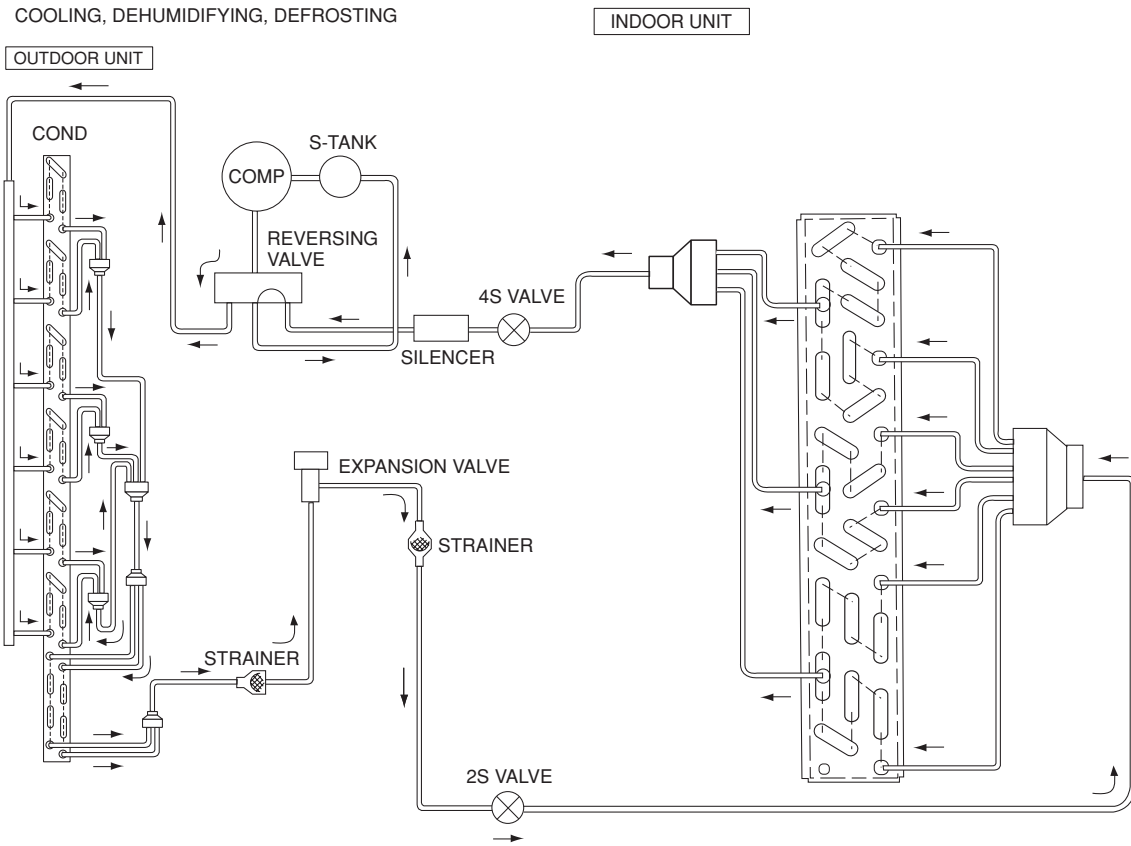 COOLING, DEHUMIDIFYING, DEFROSTING
INDOOR UNIT
OUTDOOR UNIT
COND
S-TANK
COMP
REVERSING
VALVE
4S VALVE
SILENCER
EXPANSION VALVE
STRAINER
STRAINER
2S VALVE